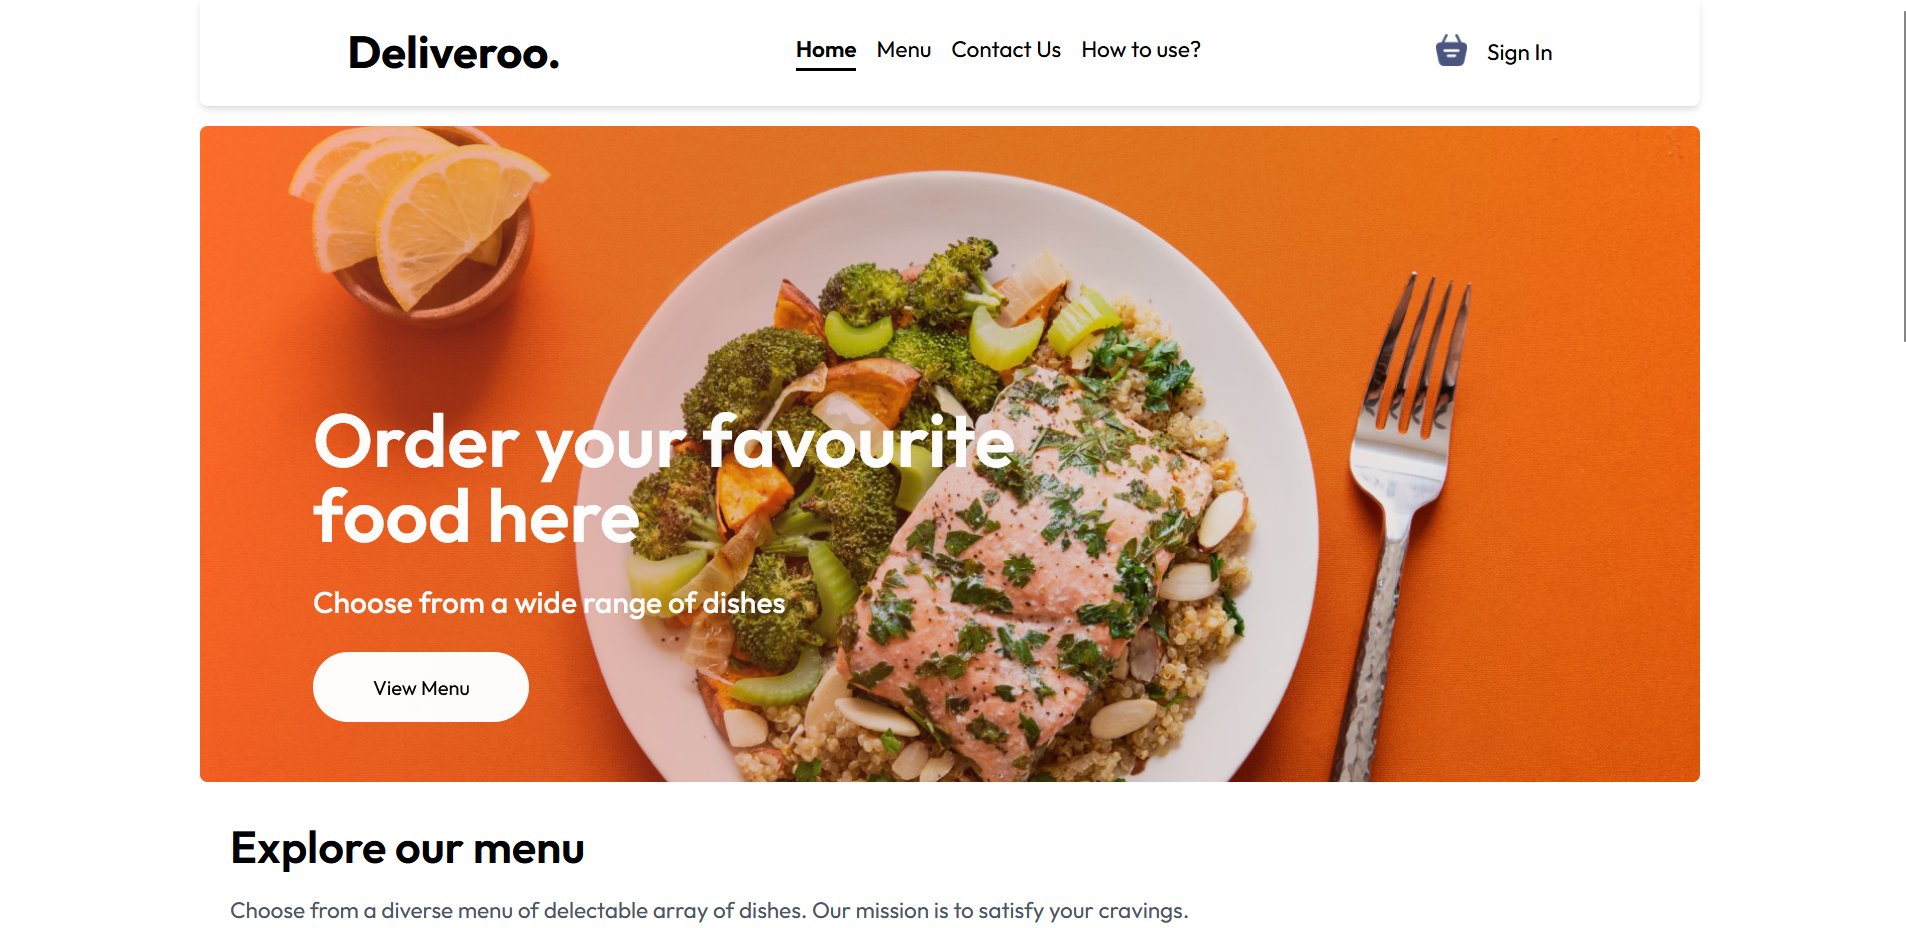 Deliveroo.
Home Menu Contact Us How to use?
Sign In
Order your favourite
food here
Choose from a wide range of dishes
View Menu
Explore our menu
Choose from a diverse menu of delectable array of dishes. Our mission is to satisfy your cravings.